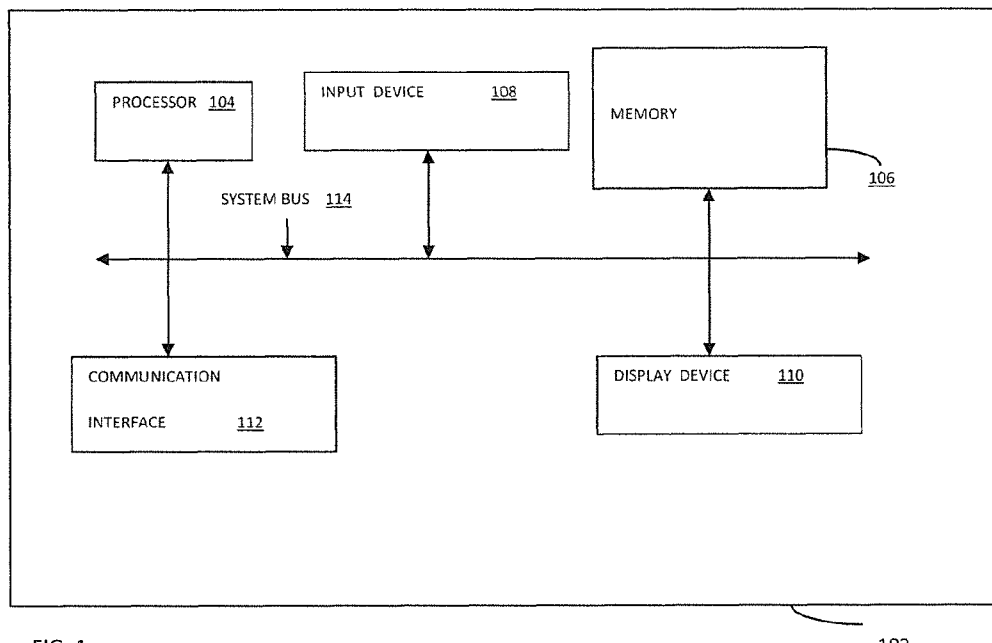 PROCESSOR 104
INPUT DEVICE 108
MEMORY
106
SYSTEM BUS 114
COMMUNICATION
INTERFACE 112
DISPLAY DEVICE 110